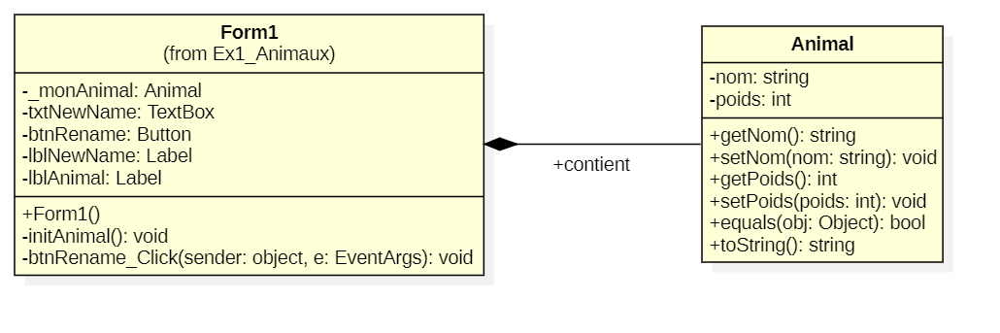 Form1
(from Ex1_Animaux)
-_monAnimal: Animal
-txtNewName: TextBox
-btnRename: Button
-lblNewName: Label
-lblAnimal: Label
+Form1()
-initAnimal(): void
-btnRename_Click(sender: object, e: EventArgs): void
+contient
Animal
-nom: string
-poids: int
+getNom(): string
+setNom(nom: string): void
+getPoids(): int
+setPoids(poids: int): void
+equals(obj: Object): bool
+toString(): string